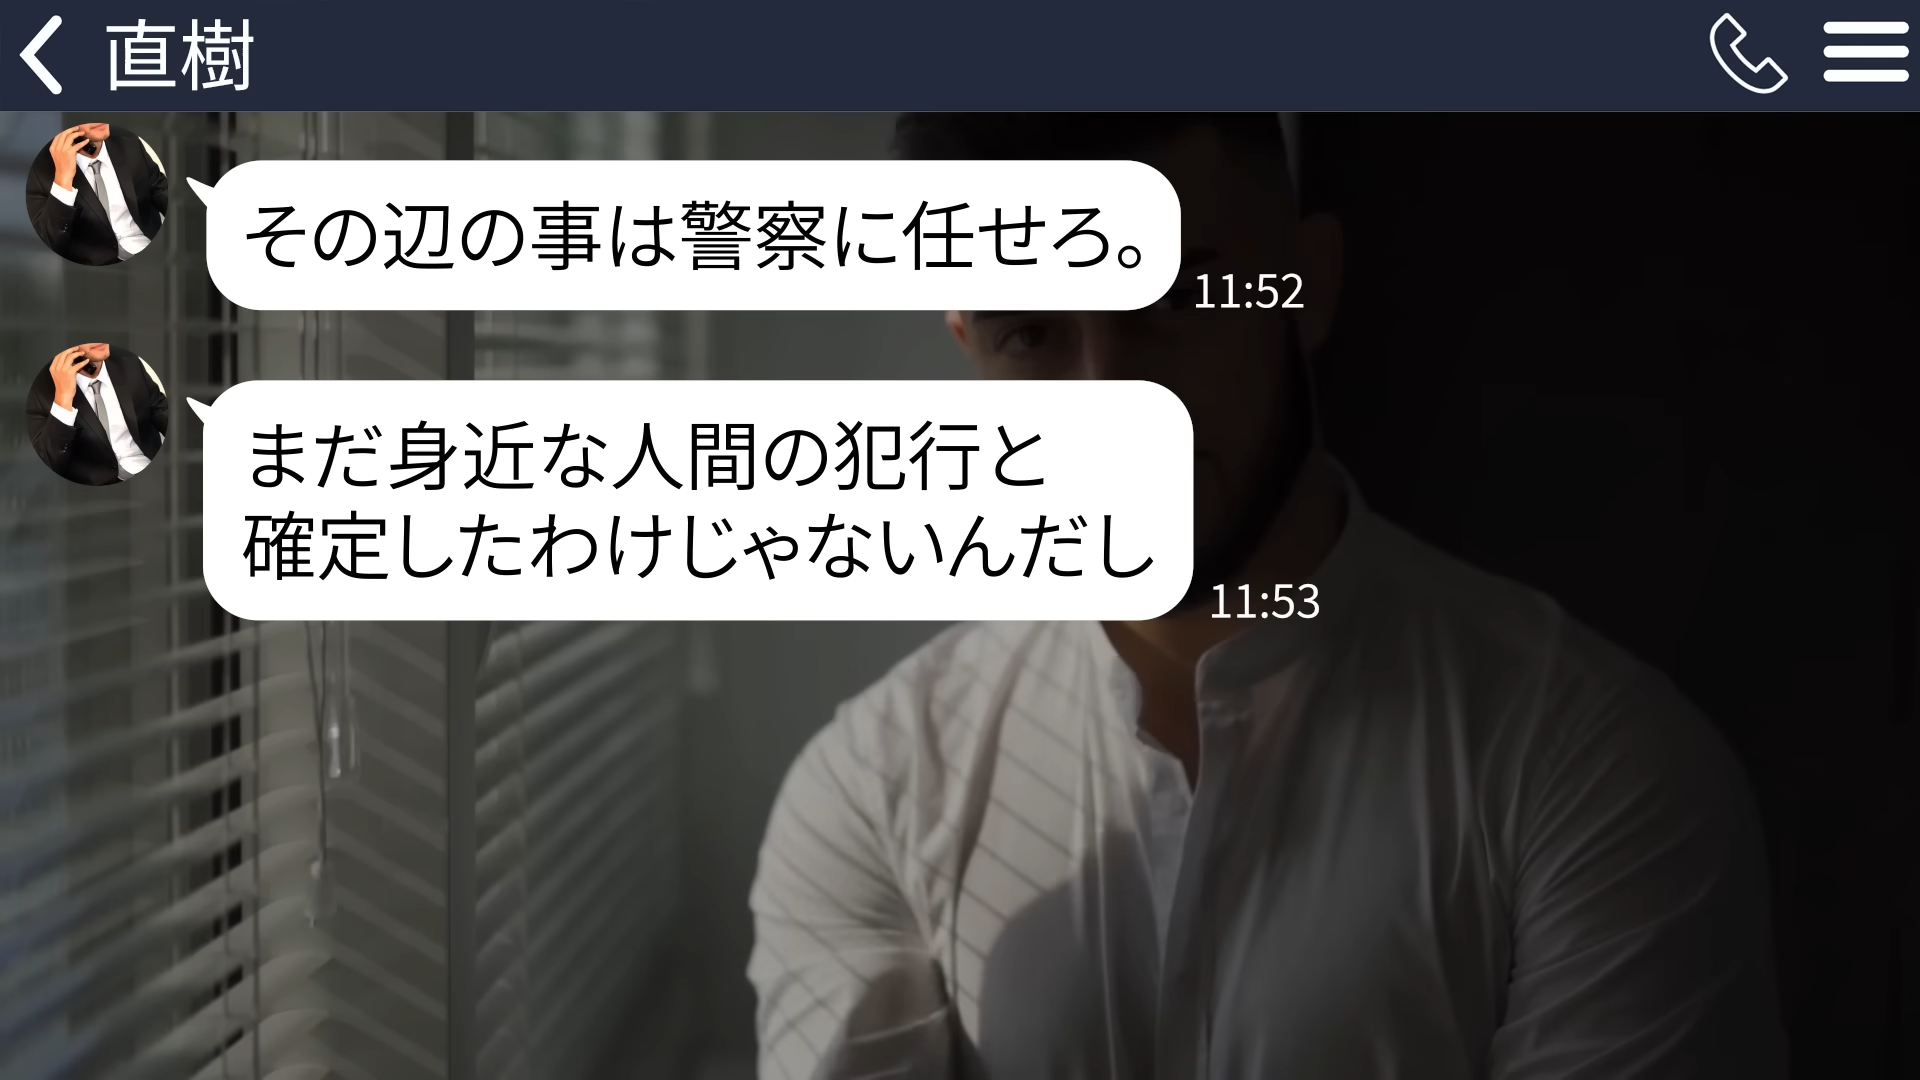 直樹
その辺の事は警察に任せろ。
11:52
まだ身近な人間の犯行と
確定したわけじゃないんだし
11:53